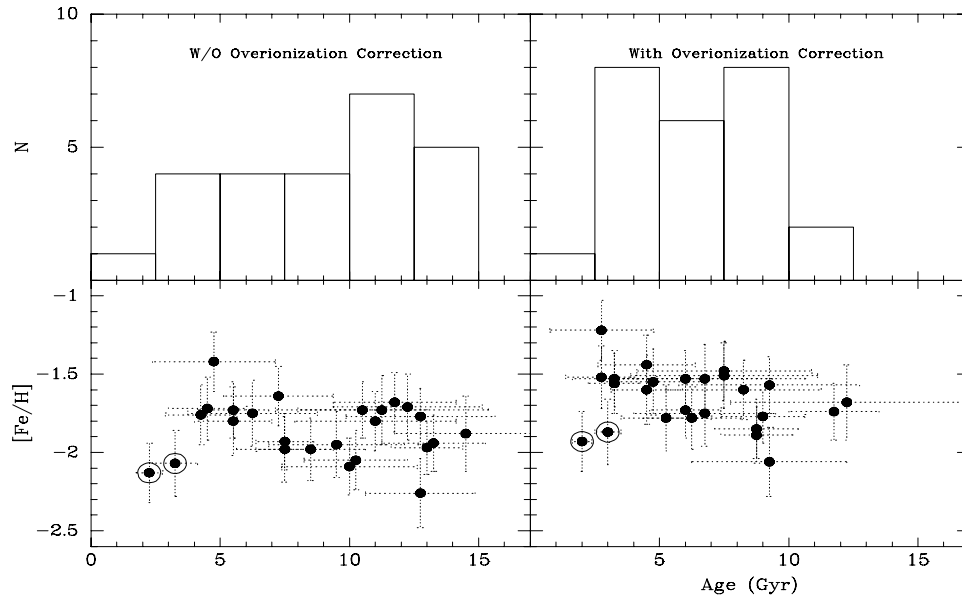 10
W/O Overionization Correction
With Overionization Correction
N
5
−1
−1.5
[Fe/H]
−2
−2.5
0
5
10
15
5
10
15
Age (Gyr)